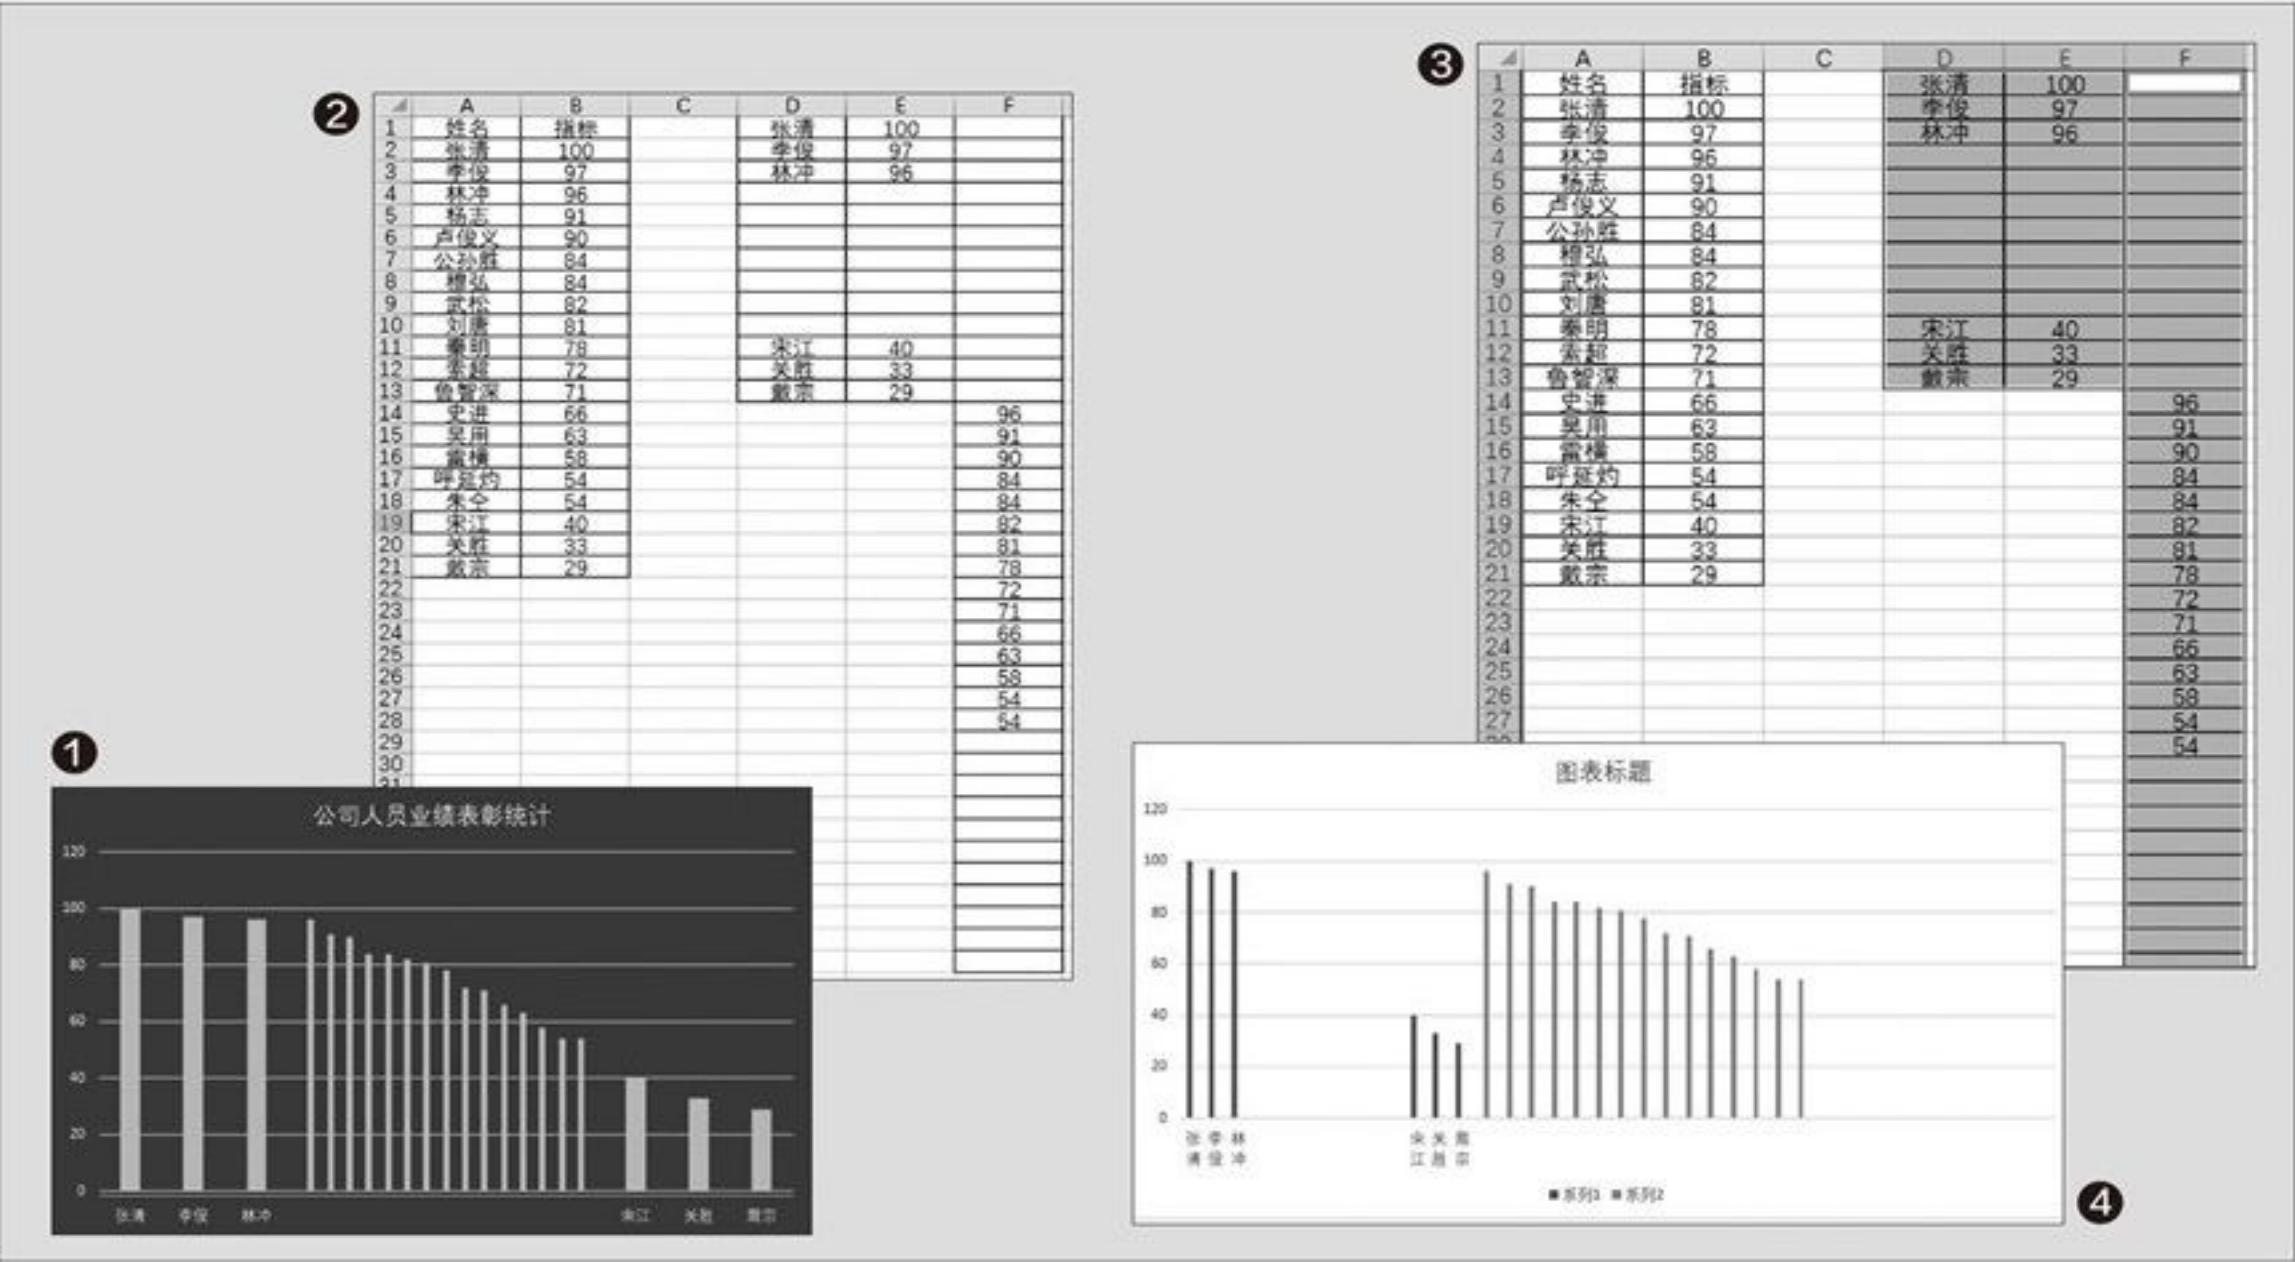 1
公司人员业绩表彰统计
120
100
80
60
40
20
0
张清 李俊 林冲 宋江 关胜 戴宗
2
A B C D E F
1 姓名 指标 张清 100
2 张清 100 李俊 97
3 李俊 97 林冲 96
4 林冲 96
5 杨志 91
6 卢俊义 90
7 公孙胜 84
8 穆弘 84
9 武松 82
10 刘唐 81
11 秦明 78 宋江 40
12 索超 72 关胜 33
13 鲁智深 71 戴宗 29
14 史进 66 96
15 吴用 63 91
16 雷横 58 90
17 呼延灼 54 84
18 朱仝 54 84
19 宋江 40 82
20 关胜 33 81
21 戴宗 29 78
22 72
23 71
24 66
25 63
26 58
27 54
28 54
29
30
31
3
A B C D E F
1 姓名 指标 张清 100
2 张清 100 李俊 97
3 李俊 97 林冲 96
4 林冲 96
5 杨志 91
6 卢俊义 90
7 公孙胜 84
8 穆弘 84
9 武松 82
10 刘唐 81
11 秦明 78 宋江 40
12 索超 72 关胜 33
13 鲁智深 71 戴宗 29
14 史进 66 96
15 吴用 63 91
16 雷横 58 90
17 呼延灼 54 84
18 朱仝 54 84
19 宋江 40 82
20 关胜 33 81
21 戴宗 29 78
22 72
23 71
24 66
25 63
26 58
27 54
54
图表标题
120
100
80
60
40
20
0
张清 李俊 林冲 宋江 关胜 戴宗
■系列1 ■系列2
4